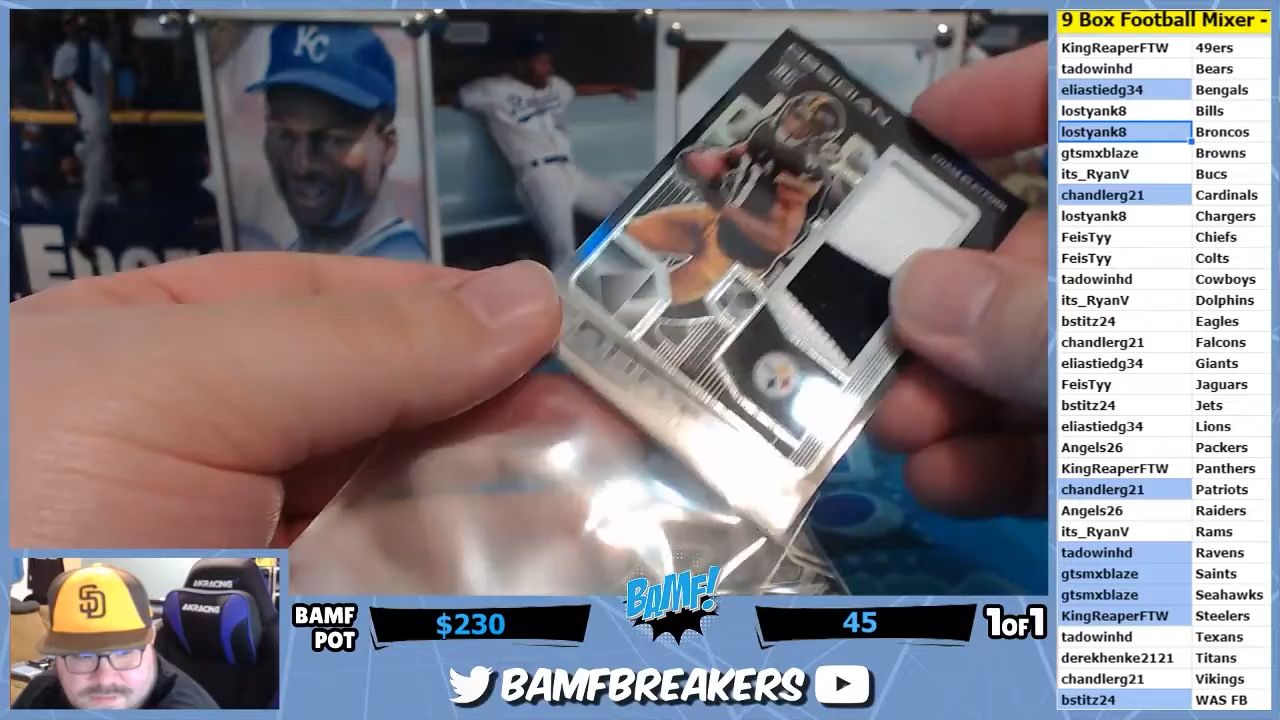 9 Box Football Mixer -
KingReaperFTW 49ers
tadowinhd Bears
eliastiedg34 Bengals
lostyank8 Bills
lostyank8 Broncos
gtsmxblaze Browns
its_RyanV Bucs
chandlerg21 Cardinals
lostyank8 Chargers
FeisTyy Chiefs
FeisTyy Colts
tadowinhd Cowboys
its_RyanV Dolphins
bstitz24 Eagles
chandlerg21 Falcons
eliastiedg34 Giants
FeisTyy Jaguars
bstitz24 Jets
eliastiedg34 Lions
Angels26 Packers
KingReaperFTW Panthers
chandlerg21 Patriots
Angels26 Raiders
its_RyanV Rams
tadowinhd Ravens
gtsmxblaze Saints
gtsmxblaze Seahawks
KingReaperFTW Steelers
tadowinhd Texans
derekhenke2121 Titans
chandlerg21 Vikings
bstitz24 WAS FB
KC
Royals
OBSIDIAN
SD
AKRACING
AKRACING
BAMF POT
$230
BAMF!
45
1OF1
BAMFBREAKERS